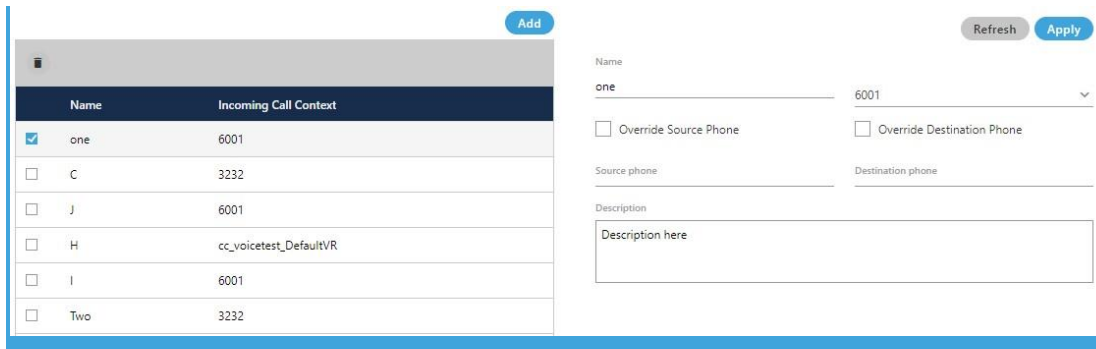 Add
Name Incoming Call Context
one 6001
C 3232
J 6001
H cc_voicetest_DefaultVR
I 6001
Two 3232
Refresh Apply
Name
one 6001
Override Source Phone Override Destination Phone
Source phone Destination phone
Description
Description here